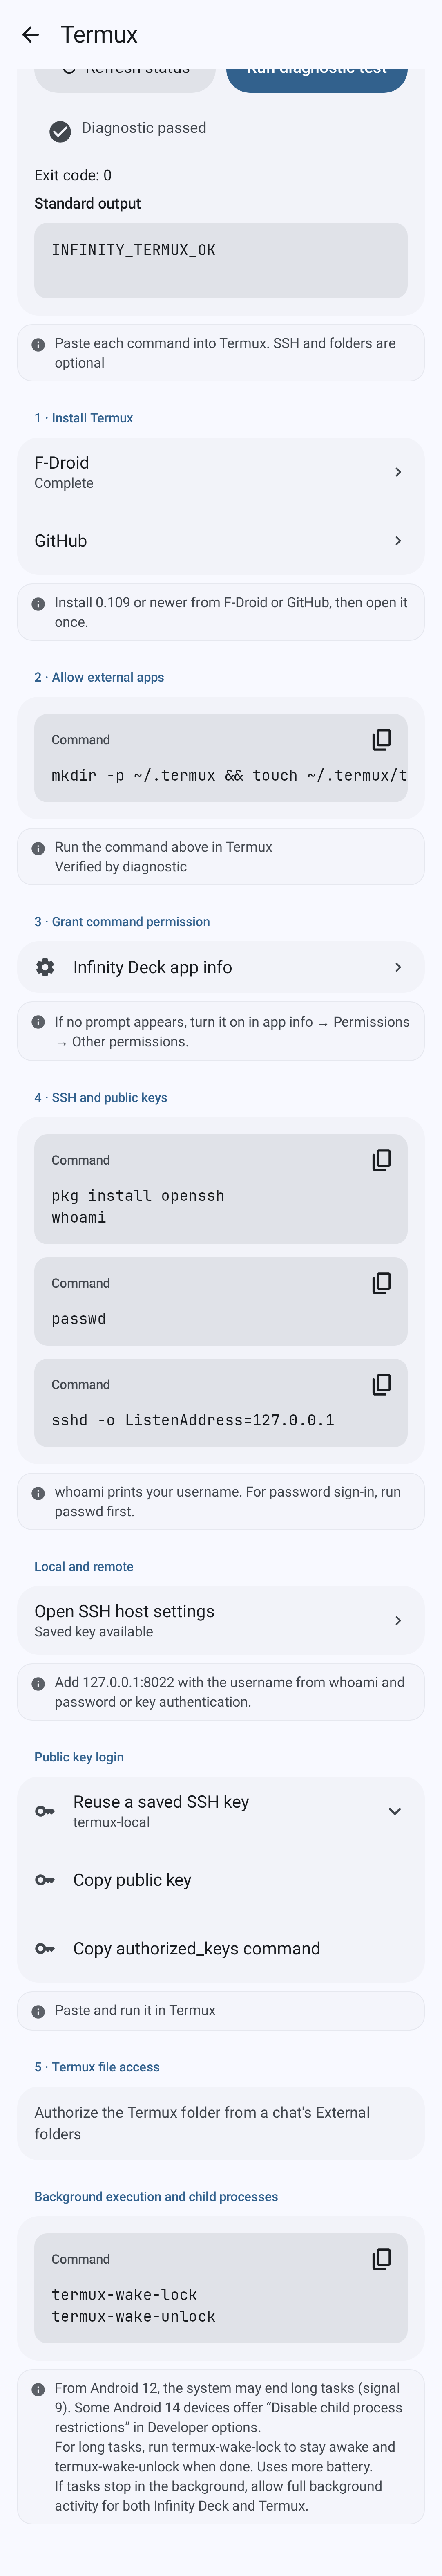 Termux
Refresh status
Run diagnostic test
Diagnostic passed
Exit code: 0
Standard output
INFINITY_TERMUX_OK
Paste each command into Termux. SSH and folders are
optional
1 · Install Termux
F-Droid
Complete
GitHub
Install 0.109 or newer from F-Droid or GitHub, then open it
once.
2 · Allow external apps
Command
mkdir -p ~/.termux && touch ~/.termux/t
Run the command above in Termux
Verified by diagnostic
3 · Grant command permission
Infinity Deck app info
If no prompt appears, turn it on in app info → Permissions
→ Other permissions.
4 · SSH and public keys
Command
pkg install openssh
whoami
Command
passwd
Command
sshd -o ListenAddress=127.0.0.1
whoami prints your username. For password sign-in, run
passwd first.
Local and remote
Open SSH host settings
Saved key available
Add 127.0.0.1:8022 with the username from whoami and
password or key authentication.
Public key login
Reuse a saved SSH key
termux-local
Copy public key
Copy authorized_keys command
Paste and run it in Termux
5 · Termux file access
Authorize the Termux folder from a chat's External
folders
Background execution and child processes
Command
termux-wake-lock
termux-wake-unlock
From Android 12, the system may end long tasks (signal
9). Some Android 14 devices offer “Disable child process
restrictions” in Developer options.
For long tasks, run termux-wake-lock to stay awake and
termux-wake-unlock when done. Uses more battery.
If tasks stop in the background, allow full background
activity for both Infinity Deck and Termux.